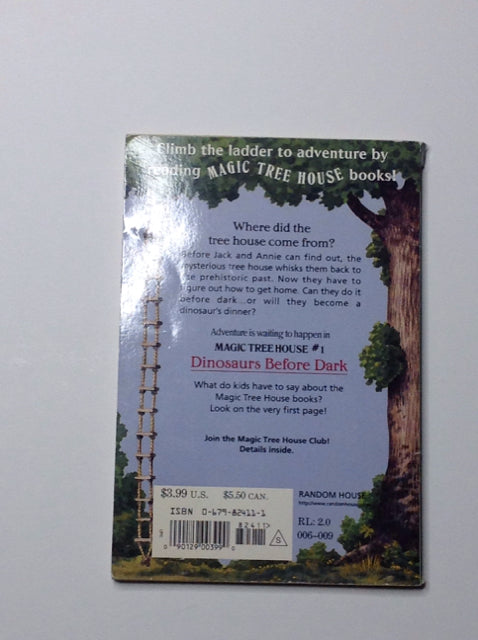 Climb the ladder to adventure by
reading MAGIC TREE HOUSE books!
Where did the
tree house come from?
Before Jack and Annie can find out, the
mysterious tree house whisks them back to
the prehistoric past. Now they have to
figure out how to get home. Can they do it
before dark...or will they become a
dinosaur's dinner?
Adventure is waiting to happen in
MAGIC TREE HOUSE #1
Dinosaurs Before Dark
What do kids have to say about the
Magic Tree House books?
Look on the very first page!
Join the Magic Tree House Club!
Details inside.
$3.99 U.S. $5.50 CAN.
ISBN 0-679-82411-1
82411>
0 90129 00399 0
S
RANDOM HOUSE
RL: 2.0
006-009